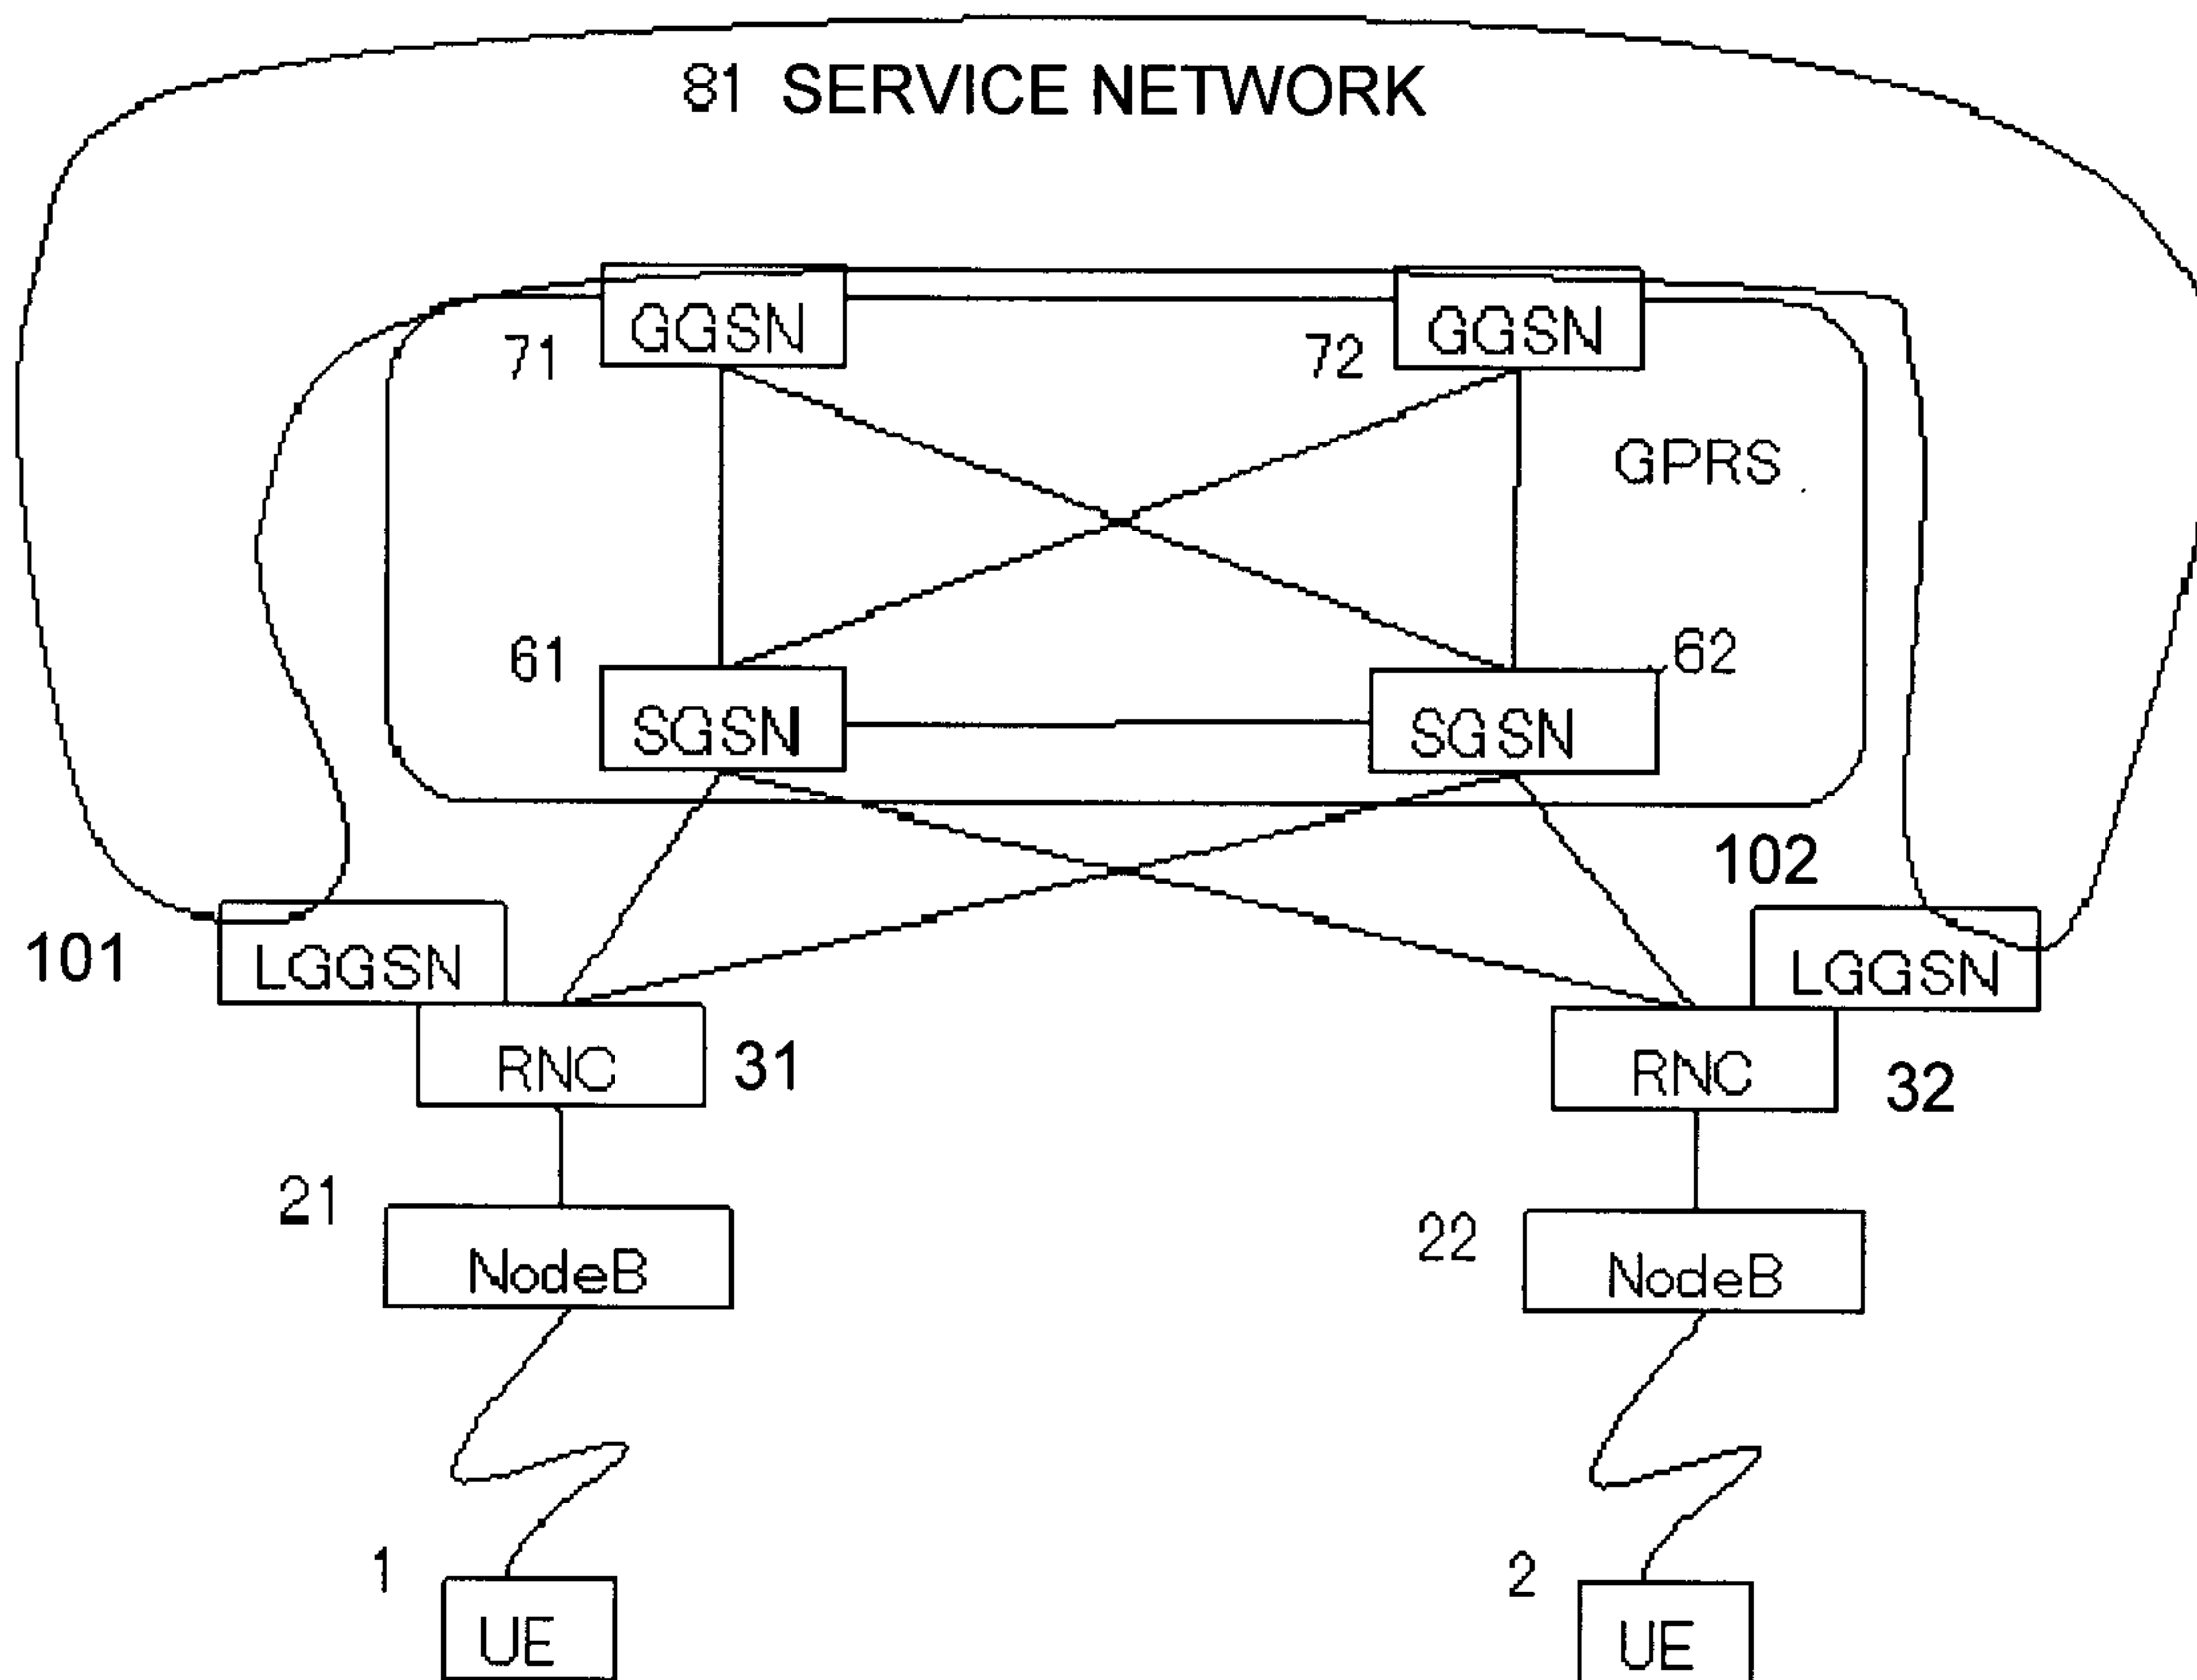 81 SERVICE NETWORK
GGSN
GGSN
71
72
GPRS
61
62
SGSN
SGSN
102
101
LGGSN
LGGSN
RNC
31
RNC
32
21
22
NodeB
NodeB
1
2
UE
UE